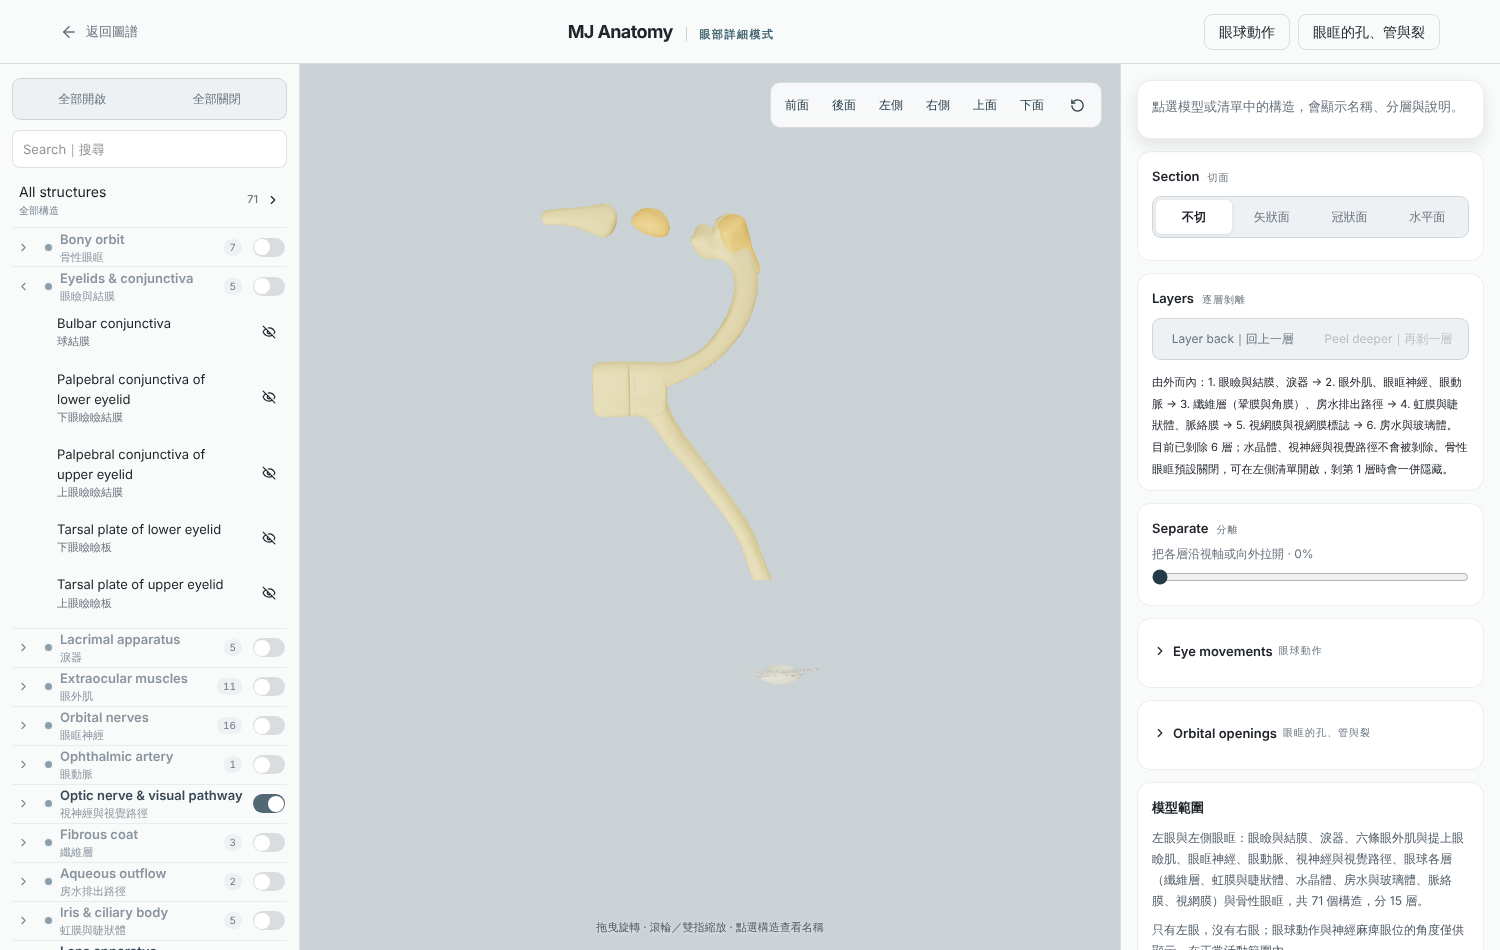 返回圖譜
MJ Anatomy
眼部詳細模式
眼球動作
眼眶的孔、管與裂
全部開啟
全部關閉
Search | 搜尋
All structures
全部構造
71
Bony orbit
骨性眼眶
7
Eyelids & conjunctiva
眼瞼與結膜
5
Bulbar conjunctiva
球結膜
Palpebral conjunctiva of
lower eyelid
下眼瞼瞼結膜
Palpebral conjunctiva of
upper eyelid
上眼瞼瞼結膜
Tarsal plate of lower eyelid
下眼瞼瞼板
Tarsal plate of upper eyelid
上眼瞼瞼板
Lacrimal apparatus
淚器
5
Extraocular muscles
眼外肌
11
Orbital nerves
眼眶神經
16
Ophthalmic artery
眼動脈
1
Optic nerve & visual pathway
視神經與視覺路徑
Fibrous coat
纖維層
3
Aqueous outflow
房水排出路徑
2
Iris & ciliary body
虹膜與睫狀體
5
前面
後面
左側
右側
上面
下面
拖曳旋轉 · 滾輪／雙指縮放 · 點選構造查看名稱
點選模型或清單中的構造，會顯示名稱、分層與說明。
Section 切面
不切
矢狀面
冠狀面
水平面
Layers 逐層剝離
Layer back | 回上一層
Peel deeper | 再剝一層
由外而內：1. 眼瞼與結膜、淚器 → 2. 眼外肌、眼眶神經、眼動
脈 → 3. 纖維層（鞏膜與角膜）、房水排出路徑 → 4. 虹膜與睫
狀體、脈絡膜 → 5. 視網膜與視網膜標誌 → 6. 房水與玻璃體。
目前已剝除 6 層；水晶體、視神經與視覺路徑不會被剝除。骨性
眼眶預設關閉，可在左側清單開啟，剝第 1 層時會一併隱藏。
Separate 分離
把各層沿視軸或向外拉開 · 0%
Eye movements 眼球動作
Orbital openings 眼眶的孔、管與裂
模型範圍
左眼與左側眼眶：眼瞼與結膜、淚器、六條眼外肌與提上眼
瞼肌、眼眶神經、眼動脈、視神經與視覺路徑、眼球各層
（纖維層、虹膜與睫狀體、水晶體、房水與玻璃體、脈絡
膜、視網膜）與骨性眼眶，共 71 個構造，分 15 層。
只有左眼，沒有右眼；眼球動作與神經麻痺眼位的角度僅供